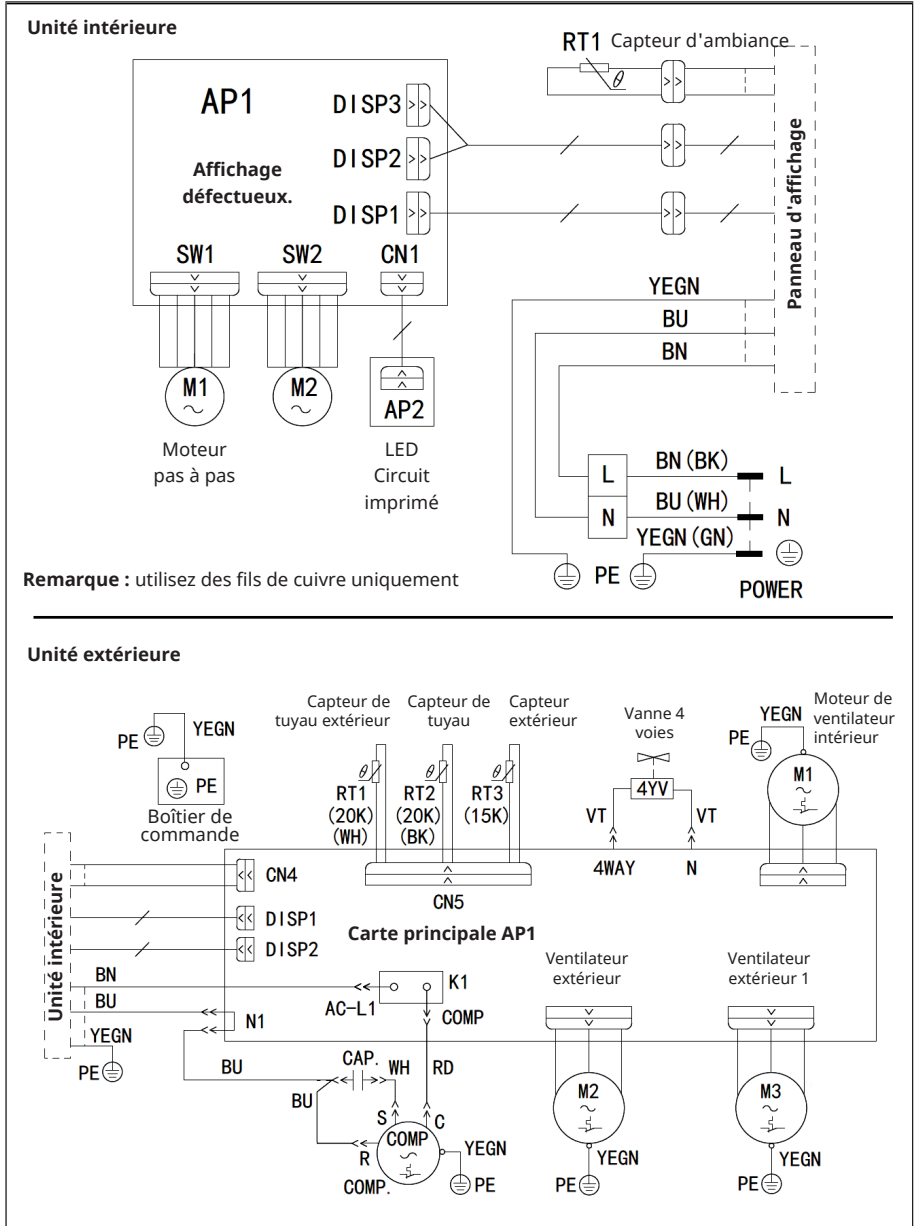 Unité intérieure
RT1 Capteur d'ambiance
θ
AP1
DISP3
Affichage
défectueux.
DISP2
DISP1
SW1
SW2
CN1
Panneau d'affichage
YEGN
BU
BN
M1
M2
AP2
Moteur
pas à pas
LED
Circuit
imprimé
L
BN (BK)
L
N
BU (WH)
N
YEGN (GN)
PE
POWER
Remarque : utilisez des fils de cuivre uniquement
Unité extérieure
Capteur de
tuyau extérieur
Capteur de
tuyau
Capteur
extérieur
Vanne 4
voies
Moteur de
ventilateur
intérieur
YEGN
PE
PE
Boîtier de
commande
θ
RT1
(20K)
(WH)
θ
RT2
(20K)
(BK)
θ
RT3
(15K)
4YV
VT
VT
YEGN
PE
M1
4WAY
N
CN5
Unité intérieure
CN4
DISP1
DISP2
Carte principale AP1
BN
BU
YEGN
PE
N1
AC-L1
K1
COMP
Ventilateur
extérieur
Ventilateur
extérieur 1
BU
CAP.
WH
RD
BU
S
C
COMP
R
COMP.
YEGN
PE
M2
YEGN
PE
M3
YEGN
PE